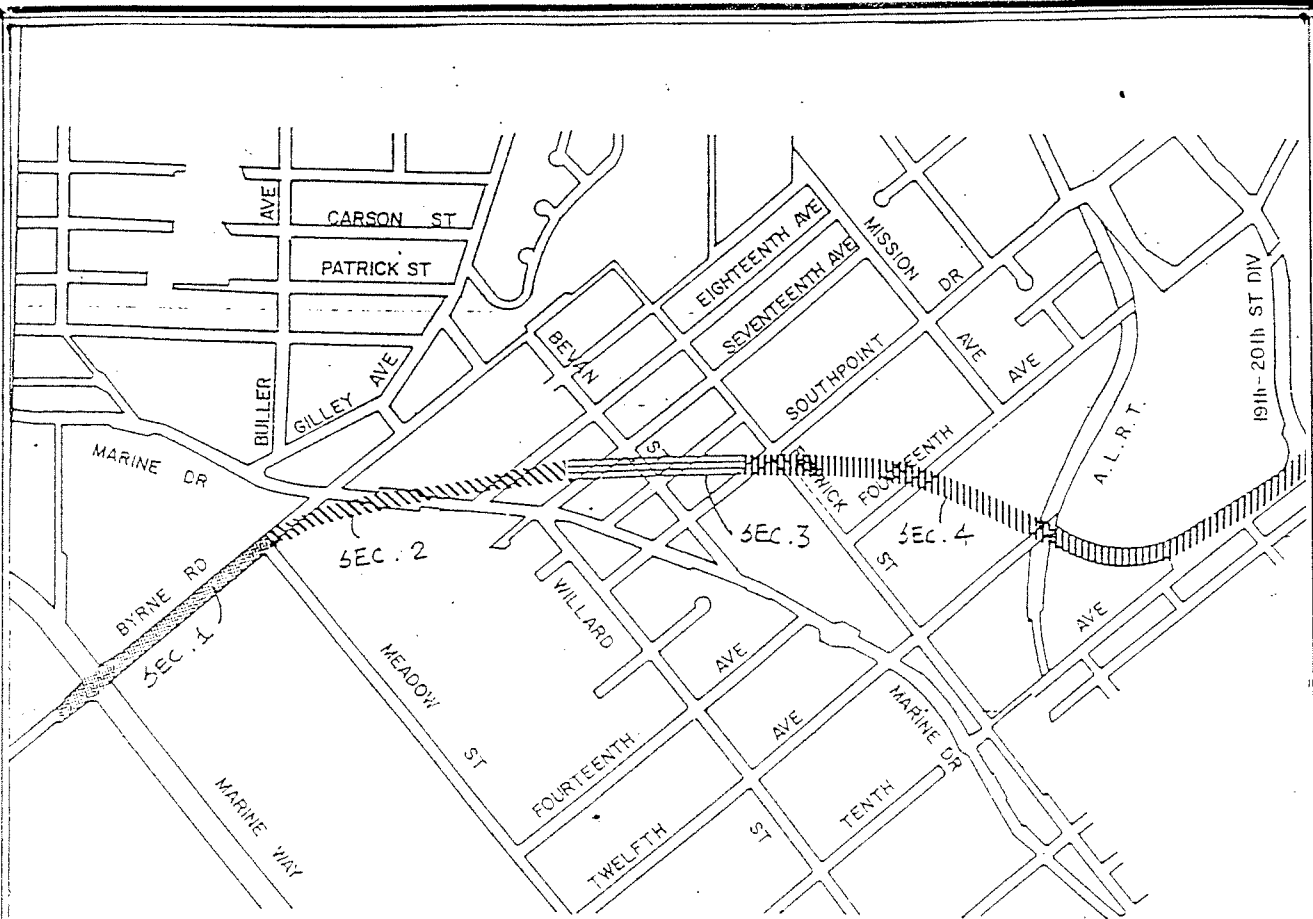 AVE
CARSON ST
PATRICK ST
BULLER
GILLEY AVE
MARINE DR
BEVAN
ST
EIGHTEENTH AVE
SEVENTEENTH AVE
MISSION
AVE
SOUTHPOINT DR
FOURTEENTH AVE
19th-20th ST DIV
A.L.R.T.
ST
BYRNE RD
SEC. 1
SEC. 2
SEC. 3
SEC. 4
WILLARD
ST
MEADOW
ST
FOURTEENTH AVE
TWELFTH AVE
TENTH AVE
MARINE DR
MARINE WAY